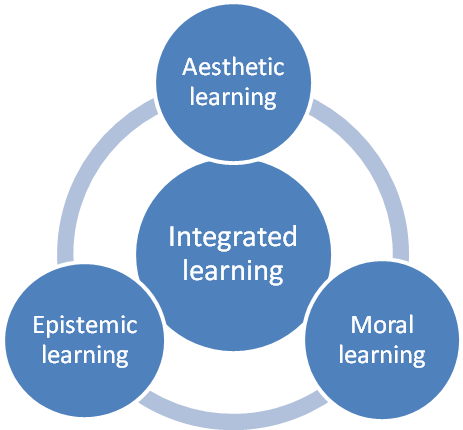 Aesthetic
learning
Integrated
learning
Epistemic
learning
Moral
learning